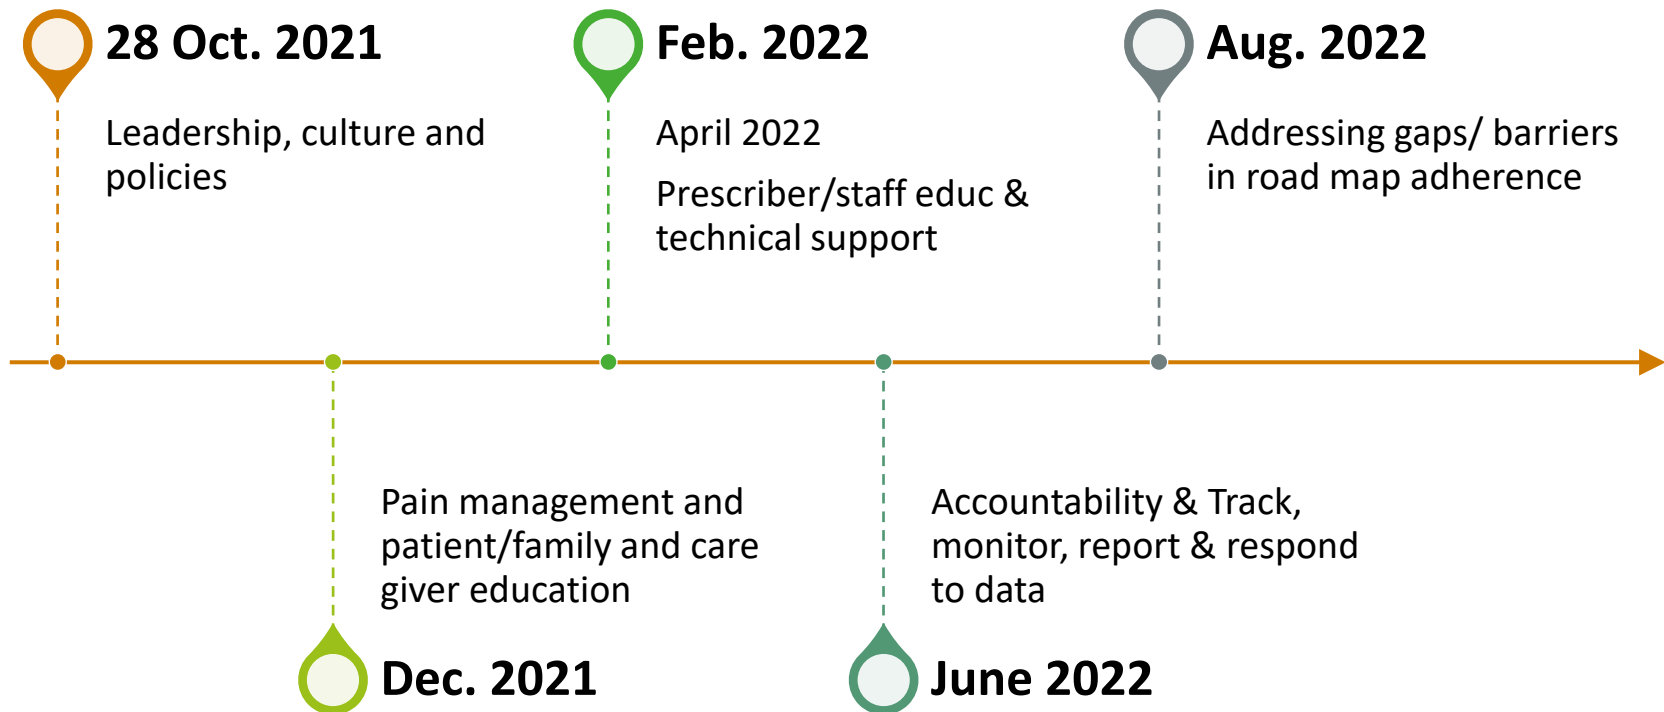 28 Oct. 2021
Leadership, culture and
policies
Feb. 2022
April 2022
Prescriber/staff educ &
technical support
Aug. 2022
Addressing gaps/ barriers
in road map adherence
Pain management and
patient/family and care
giver education
Dec. 2021
Accountability & Track,
monitor, report & respond
to data
June 2022